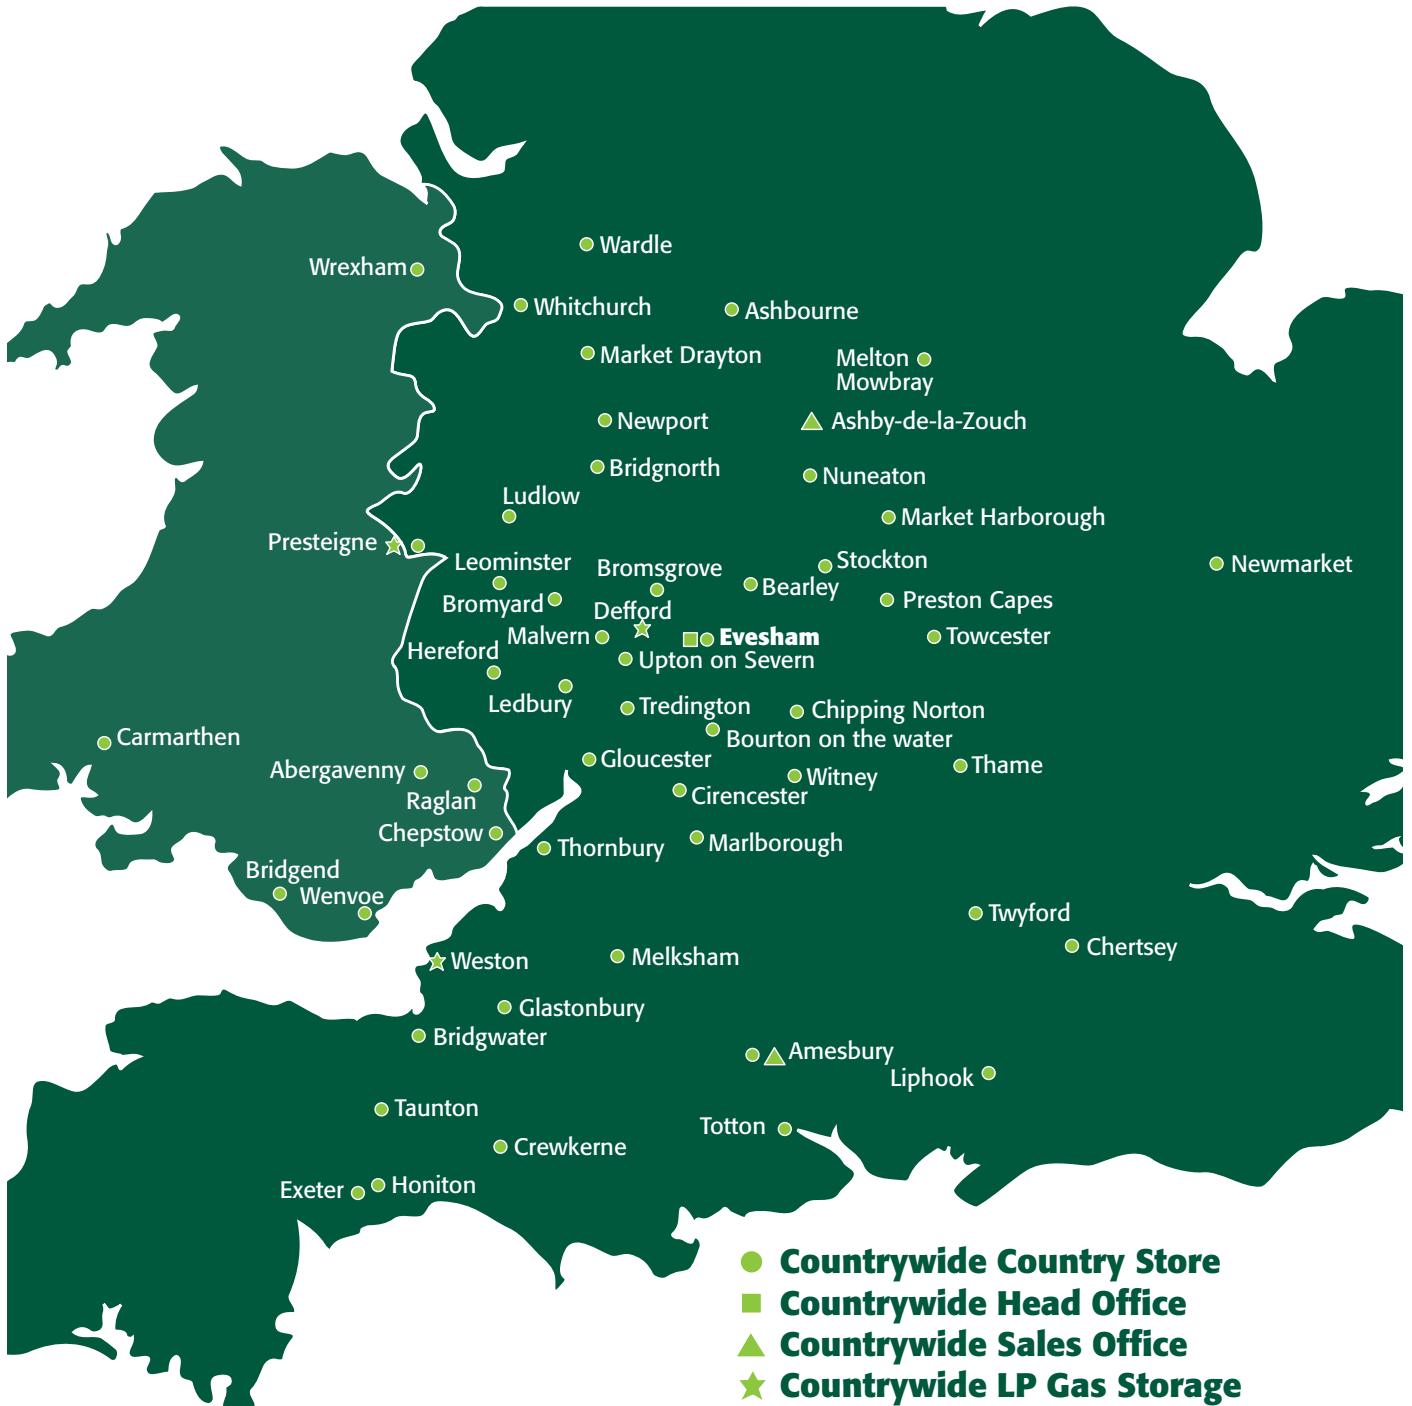 Wardle
Wrexham
Whitchurch
Ashbourne
Market Drayton
Melton
Mowbray
Newport
Ashby-de-la-Zouch
Bridgnorth
Nuneaton
Ludlow
Market Harborough
Presteigne
Leominster
Bromsgrove
Stockton
Newmarket
Bearley
Bromyard
Defford
Preston Capes
Malvern
Evesham
Towcester
Hereford
Upton on Severn
Ledbury
Tredington
Chipping Norton
Carmarthen
Bourton on the water
Abergavenny
Gloucester
Witney
Thame
Raglan
Cirencester
Chepstow
Thornbury
Marlborough
Bridgend
Wenvoe
Twyford
Chertsey
Weston
Melksham
Glastonbury
Bridgwater
Amesbury
Liphook
Taunton
Totton
Crewkerne
Exeter
Honiton
Countrywide Country Store
Countrywide Head Office
Countrywide Sales Office
Countrywide LP Gas Storage